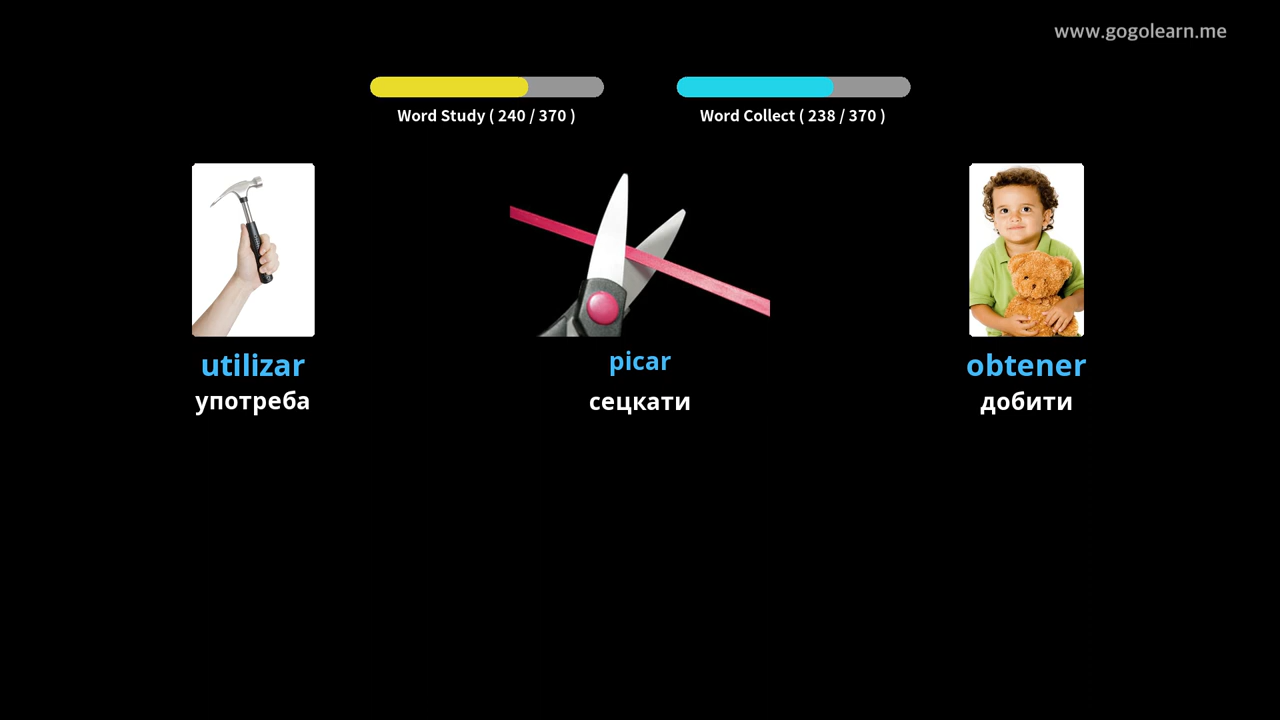 www.gogolearn.me
Word Study ( 240 / 370 )
Word Collect ( 238 / 370 )
utilizar
употреба
picar
сецкати
obtener
добити